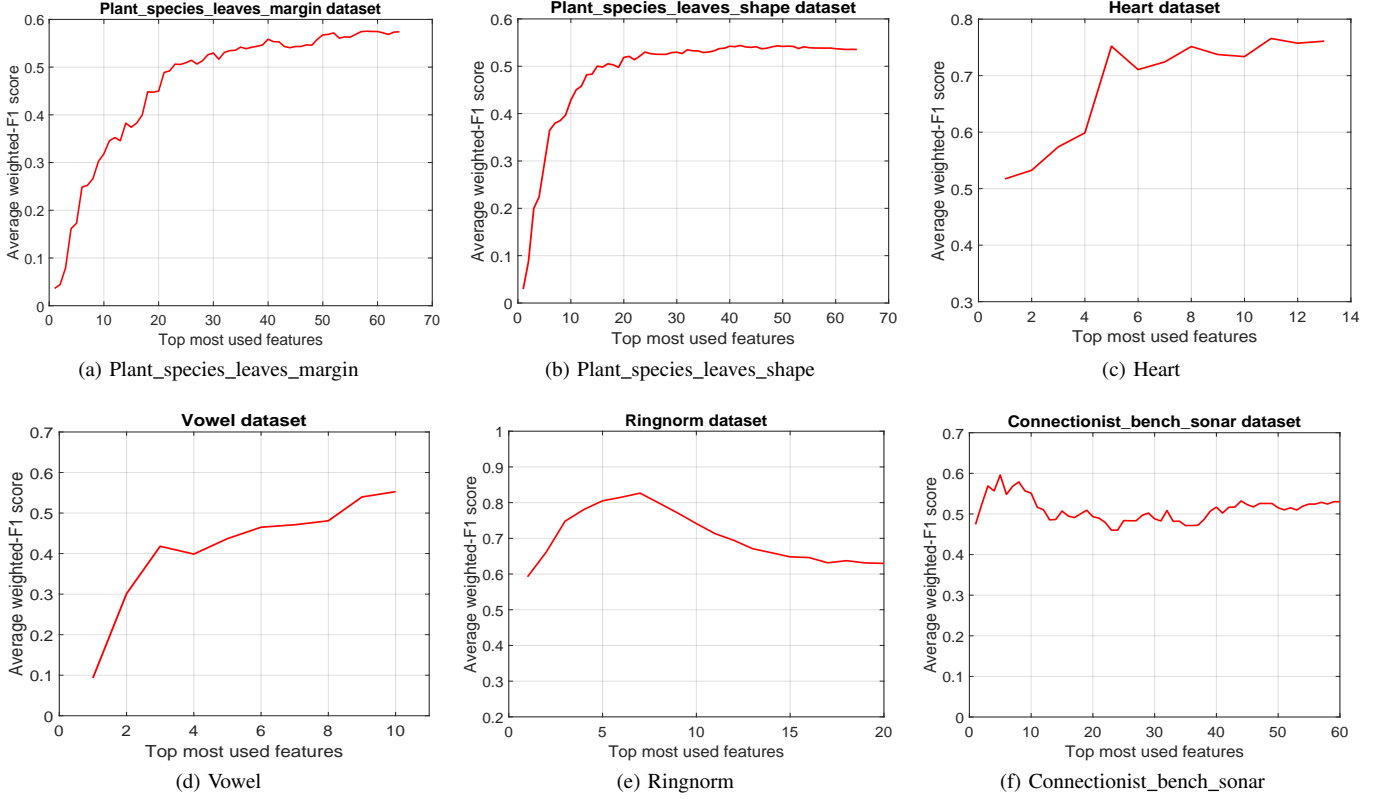 Plant_species_leaves_margin dataset
Average weighted-F1 score
0.6
0.5
0.4
0.3
0.2
0.1
0
0 10 20 30 40 50 60 70
Top most used features
(a) Plant_species_leaves_margin
Plant_species_leaves_shape dataset
Average weighted-F1 score
0.6
0.5
0.4
0.3
0.2
0.1
0
0 10 20 30 40 50 60 70
Top most used features
(b) Plant_species_leaves_shape
Heart dataset
Average weighted-F1 score
0.8
0.7
0.6
0.5
0.4
0.3
0 2 4 6 8 10 12 14
Top most used features
(c) Heart
Vowel dataset
Average weighted-F1 score
0.7
0.6
0.5
0.4
0.3
0.2
0.1
0
0 2 4 6 8 10
Top most used features
(d) Vowel
Ringnorm dataset
Average weighted-F1 score
1
0.9
0.8
0.7
0.6
0.5
0.4
0.3
0.2
0 5 10 15 20
Top most used features
(e) Ringnorm
Connectionist_bench_sonar dataset
Average weighted-F1 score
0.7
0.6
0.5
0.4
0.3
0.2
0.1
0
0 10 20 30 40 50 60
Top most used features
(f) Connectionist_bench_sonar